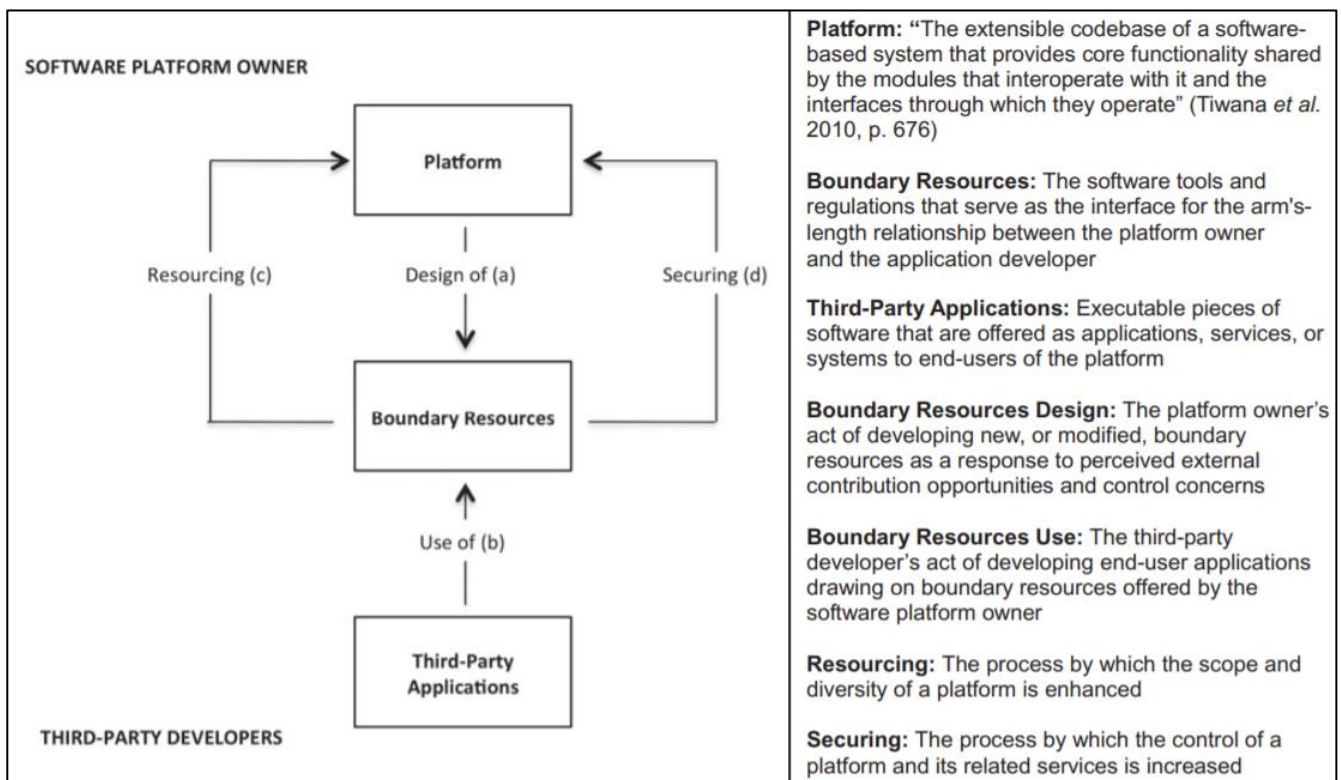 SOFTWARE PLATFORM OWNER
Platform
Resourcing (c)
Design of (a)
Securing (d)
Boundary Resources
Use of (b)
Third-Party
Applications
THIRD-PARTY DEVELOPERS
Platform: “The extensible codebase of a software-
based system that provides core functionality shared
by the modules that interoperate with it and the
interfaces through which they operate” (Tiwana et al.
2010, p. 676)
Boundary Resources: The software tools and
regulations that serve as the interface for the arm's-
length relationship between the platform owner
and the application developer
Third-Party Applications: Executable pieces of
software that are offered as applications, services, or
systems to end-users of the platform
Boundary Resources Design: The platform owner’s
act of developing new, or modified, boundary
resources as a response to perceived external
contribution opportunities and control concerns
Boundary Resources Use: The third-party
developer’s act of developing end-user applications
drawing on boundary resources offered by the
software platform owner
Resourcing: The process by which the scope and
diversity of a platform is enhanced
Securing: The process by which the control of a
platform and its related services is increased